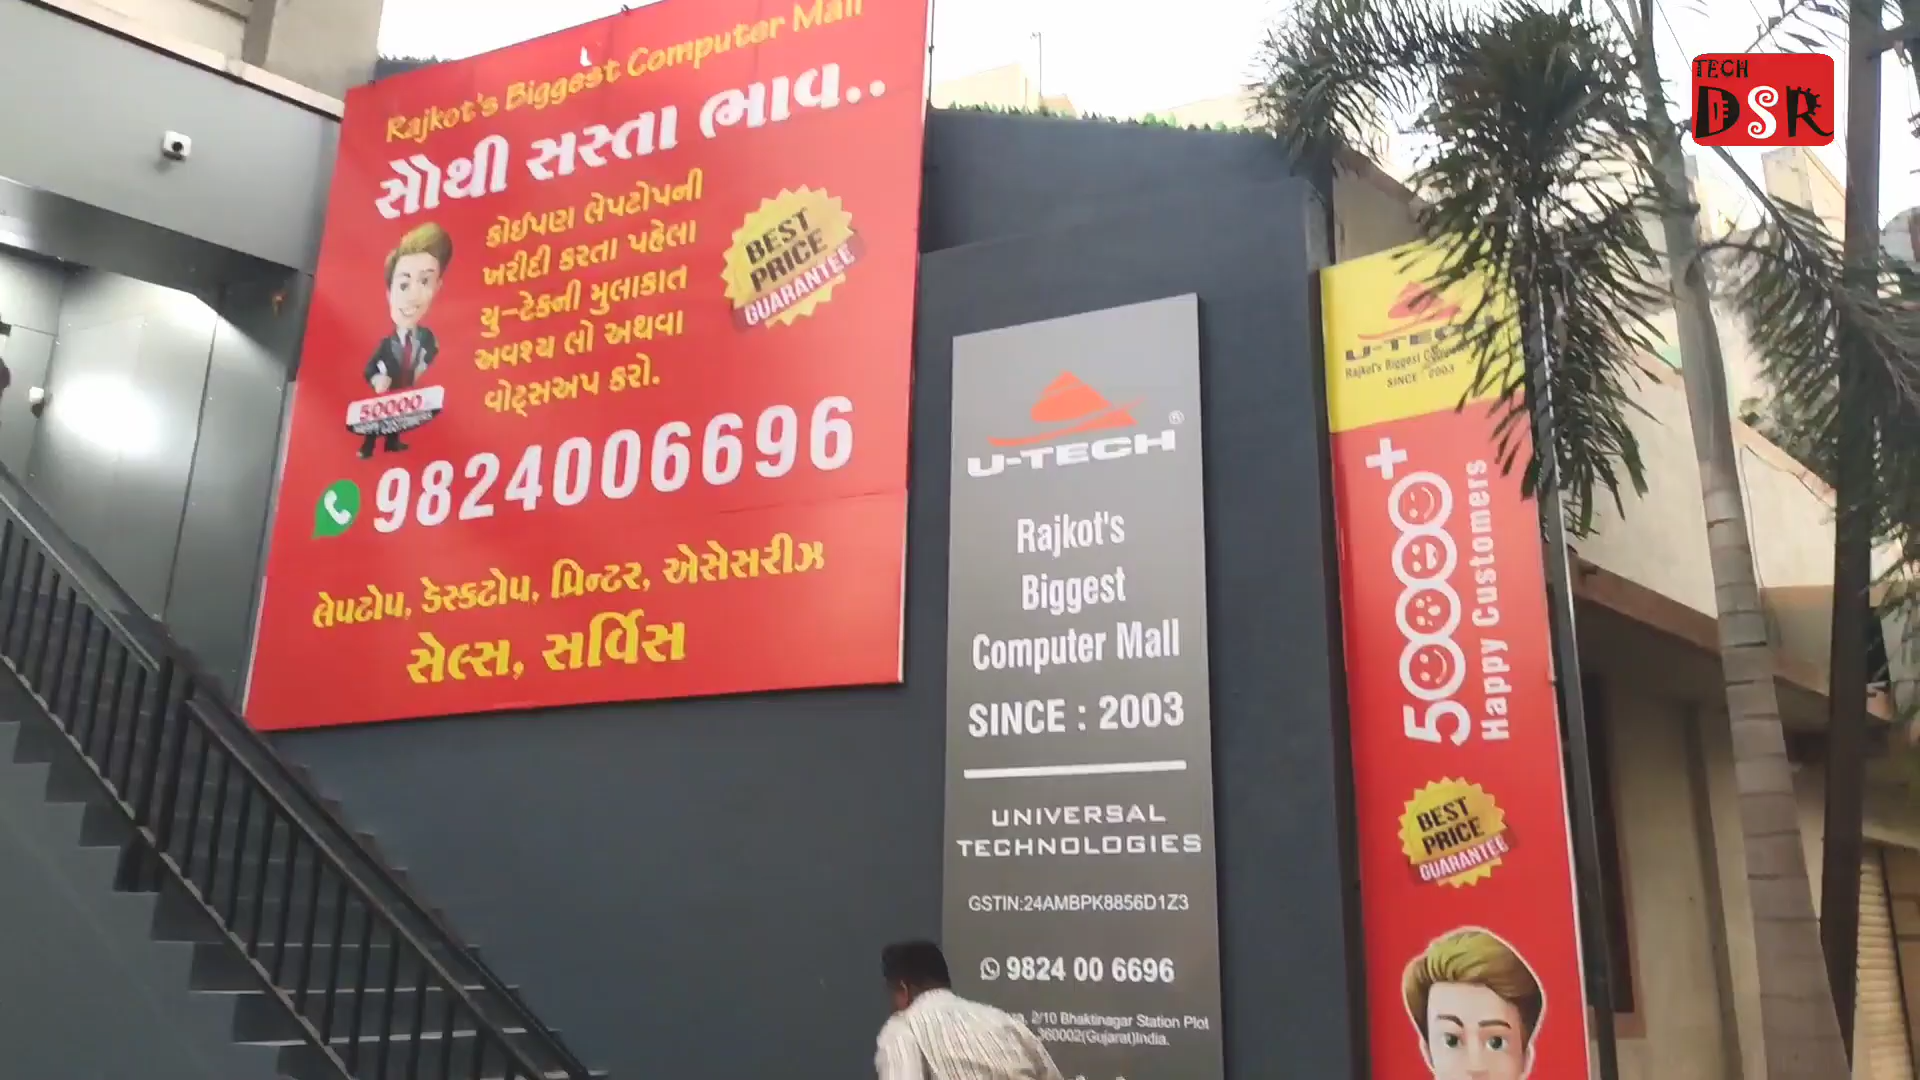 Rajkot's Biggest Computer Mall
સૌથી સસ્તા ભાવ..
કોઈપણ લેપટોપની
ખરીદી કરતા પહેલા
યુ-ટેકની મુલાકાત
અવશ્ય લો અથવા
વોટ્સઅપ કરો.
BEST
PRICE
GUARANTEE
50000
HAPPY CUSTOMERS
9824006696
લેપટોપ, ડેસ્કટોપ, પ્રિન્ટર, એસેસરીઝ
સેલ્સ, સર્વિસ
U-TECH®
Rajkot's
Biggest
Computer Mall
SINCE : 2003
UNIVERSAL
TECHNOLOGIES
GSTIN:24AMBPK8856D1Z3
9824 00 6696
2/10 Bhaktinagar Station Plot
360002(Gujarat)India.
U-TECH
Rajkot's Biggest
SINCE 2003
50000+
Happy Customers
BEST
PRICE
GUARANTEE
TECH
DSR